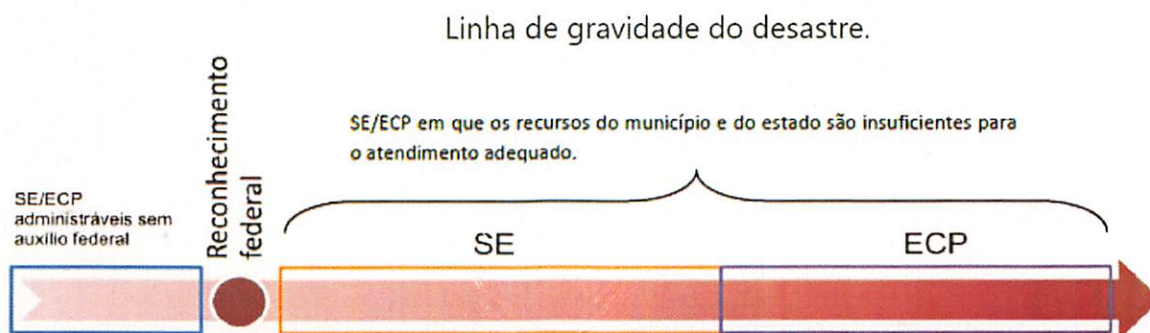 Linha de gravidade do desastre.
SE/ECP em que os recursos do município e do estado são insuficientes para
o atendimento adequado.
SE/ECP
administráveis sem
auxílio federal
Reconhecimento
federal
SE
ECP